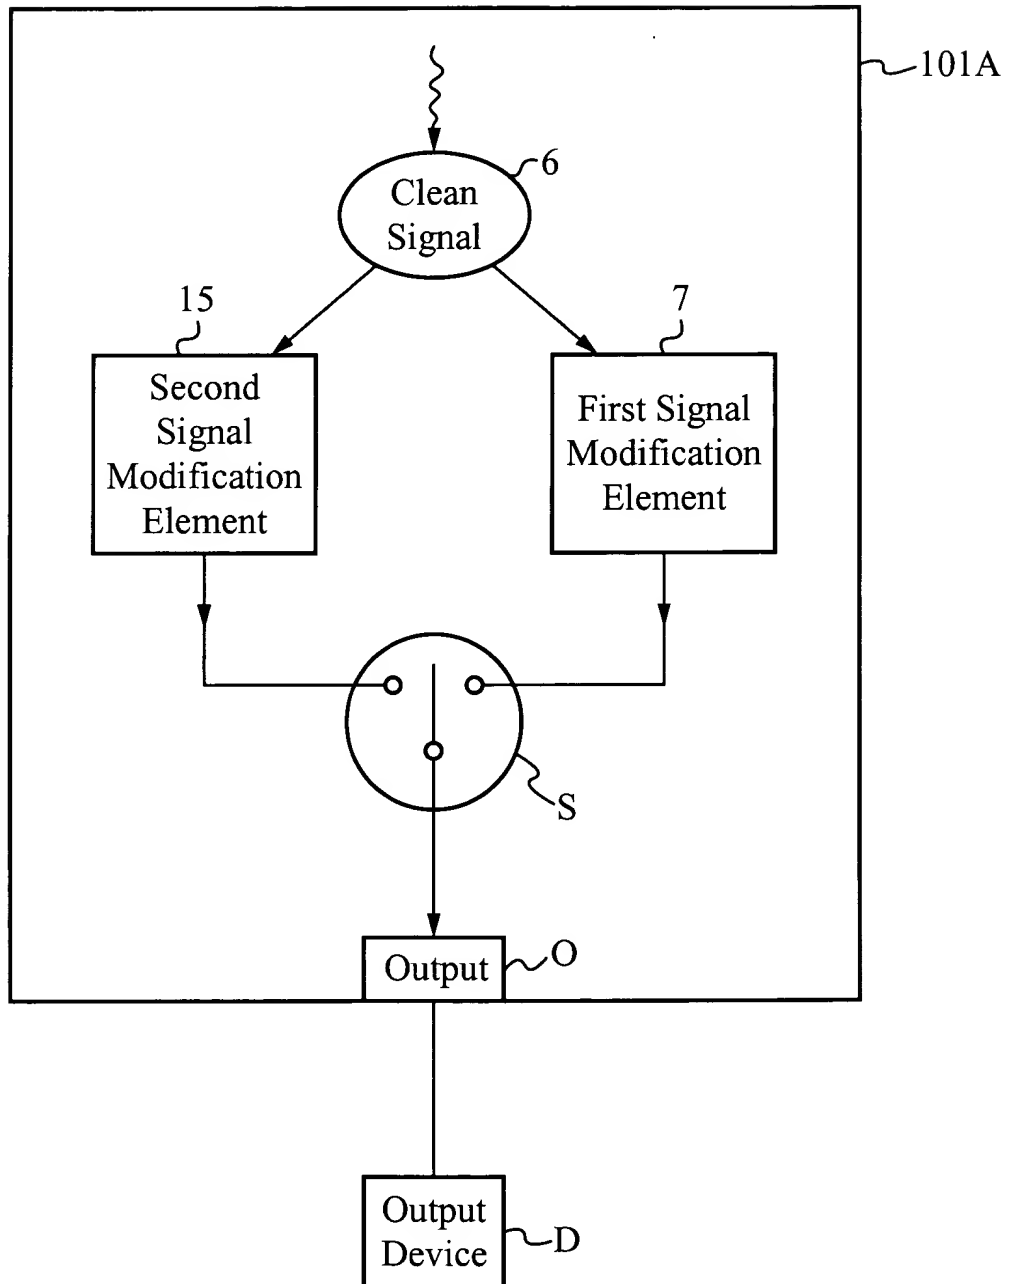 101A
6
Clean
Signal
15
7
Second
Signal
Modification
Element
First Signal
Modification
Element
S
Output
O
Output
Device
D